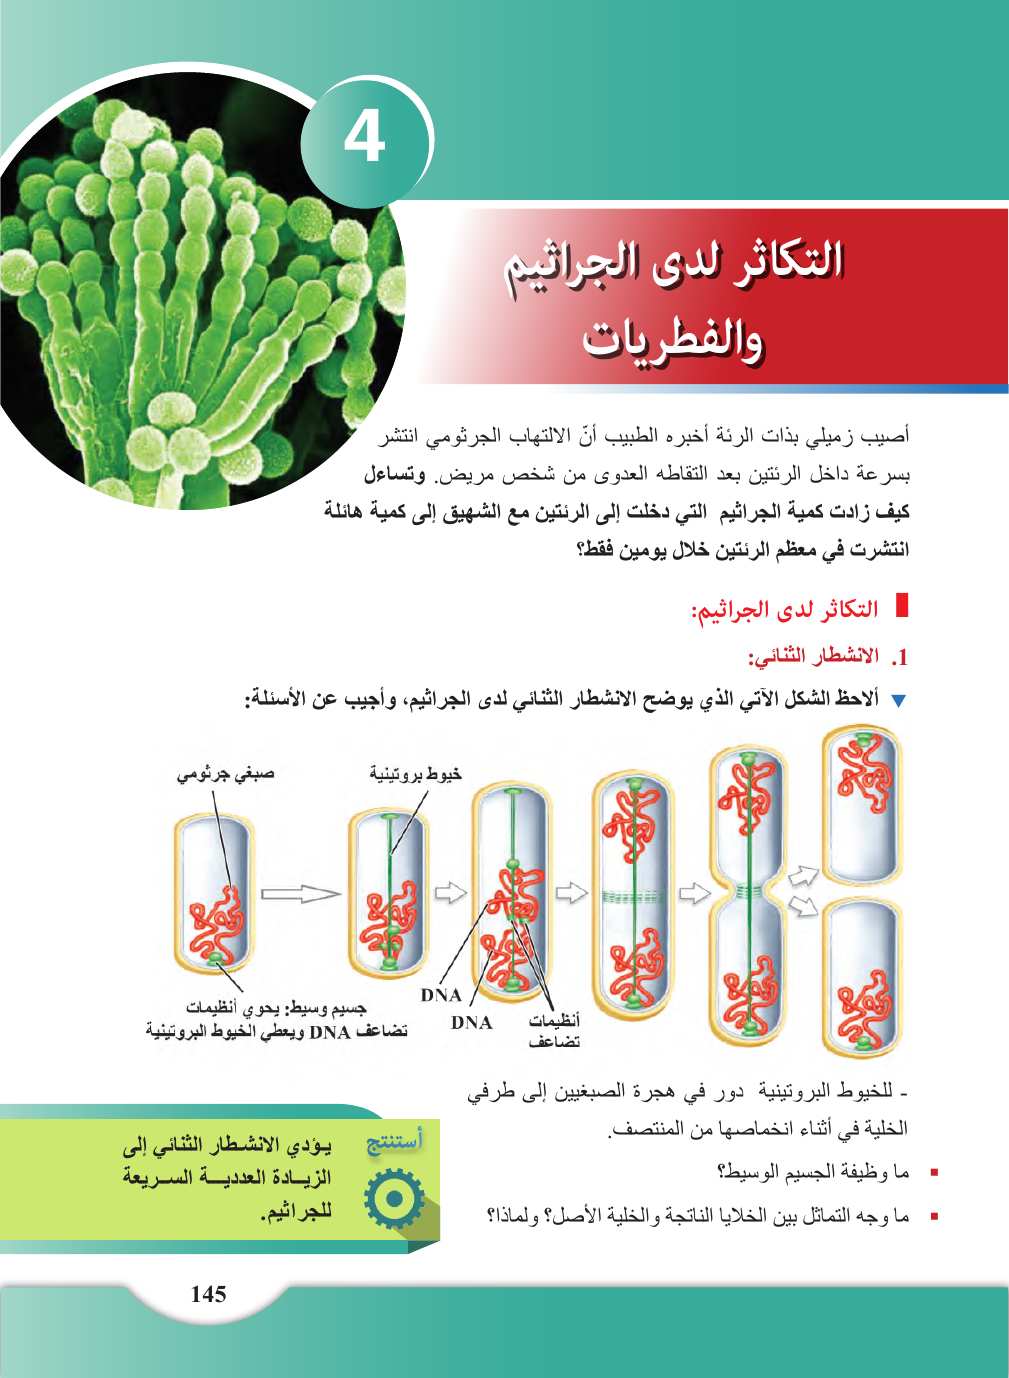 4
التكاثر لدى الجراثيم
والفطريات
أصيب زميلي بذات الرئة أخبره الطبيب أنّ الالتهاب الجرثومي انتشر
بسرعة داخل الرئتين بعد التقاطه العدوى من شخص مريض. وتساءل
كيف زادت كمية الجراثيم التي دخلت إلى الرئتين مع الشهيق إلى كمية هائلة
انتشرت في معظم الرئتين خلال يومين فقط؟
التكاثر لدى الجراثيم:
1. الانشطار الثنائي:
ألاحظ الشكل الآتي الذي يوضح الانشطار الثنائي لدى الجراثيم، وأجيب عن الأسئلة:
خيوط بروتينية
صبغي جرثومي
DNA
DNA
أنظيمات
تضاعف
جسيم وسيط: يحوي أنظيمات
تضاعف DNA ويعطي الخيوط البروتينية
- للخيوط البروتينية دور في هجرة الصبغيين إلى طرفي
الخلية في أثناء انخماصها من المنتصف.
▪ ما وظيفة الجسيم الوسيط؟
▪ ما وجه التماثل بين الخلايا الناتجة والخلية الأصل؟ ولماذا؟
أستنتج
يؤدي الانشطار الثنائي إلى
الزيادة العددية السريعة
للجراثيم.
145